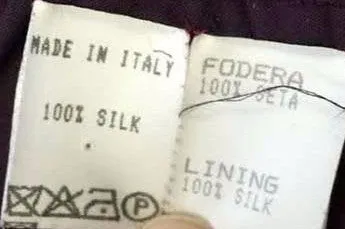 MADE IN ITALY
100% SILK
P
FODERA
100% SETA
LINING
100% SILK